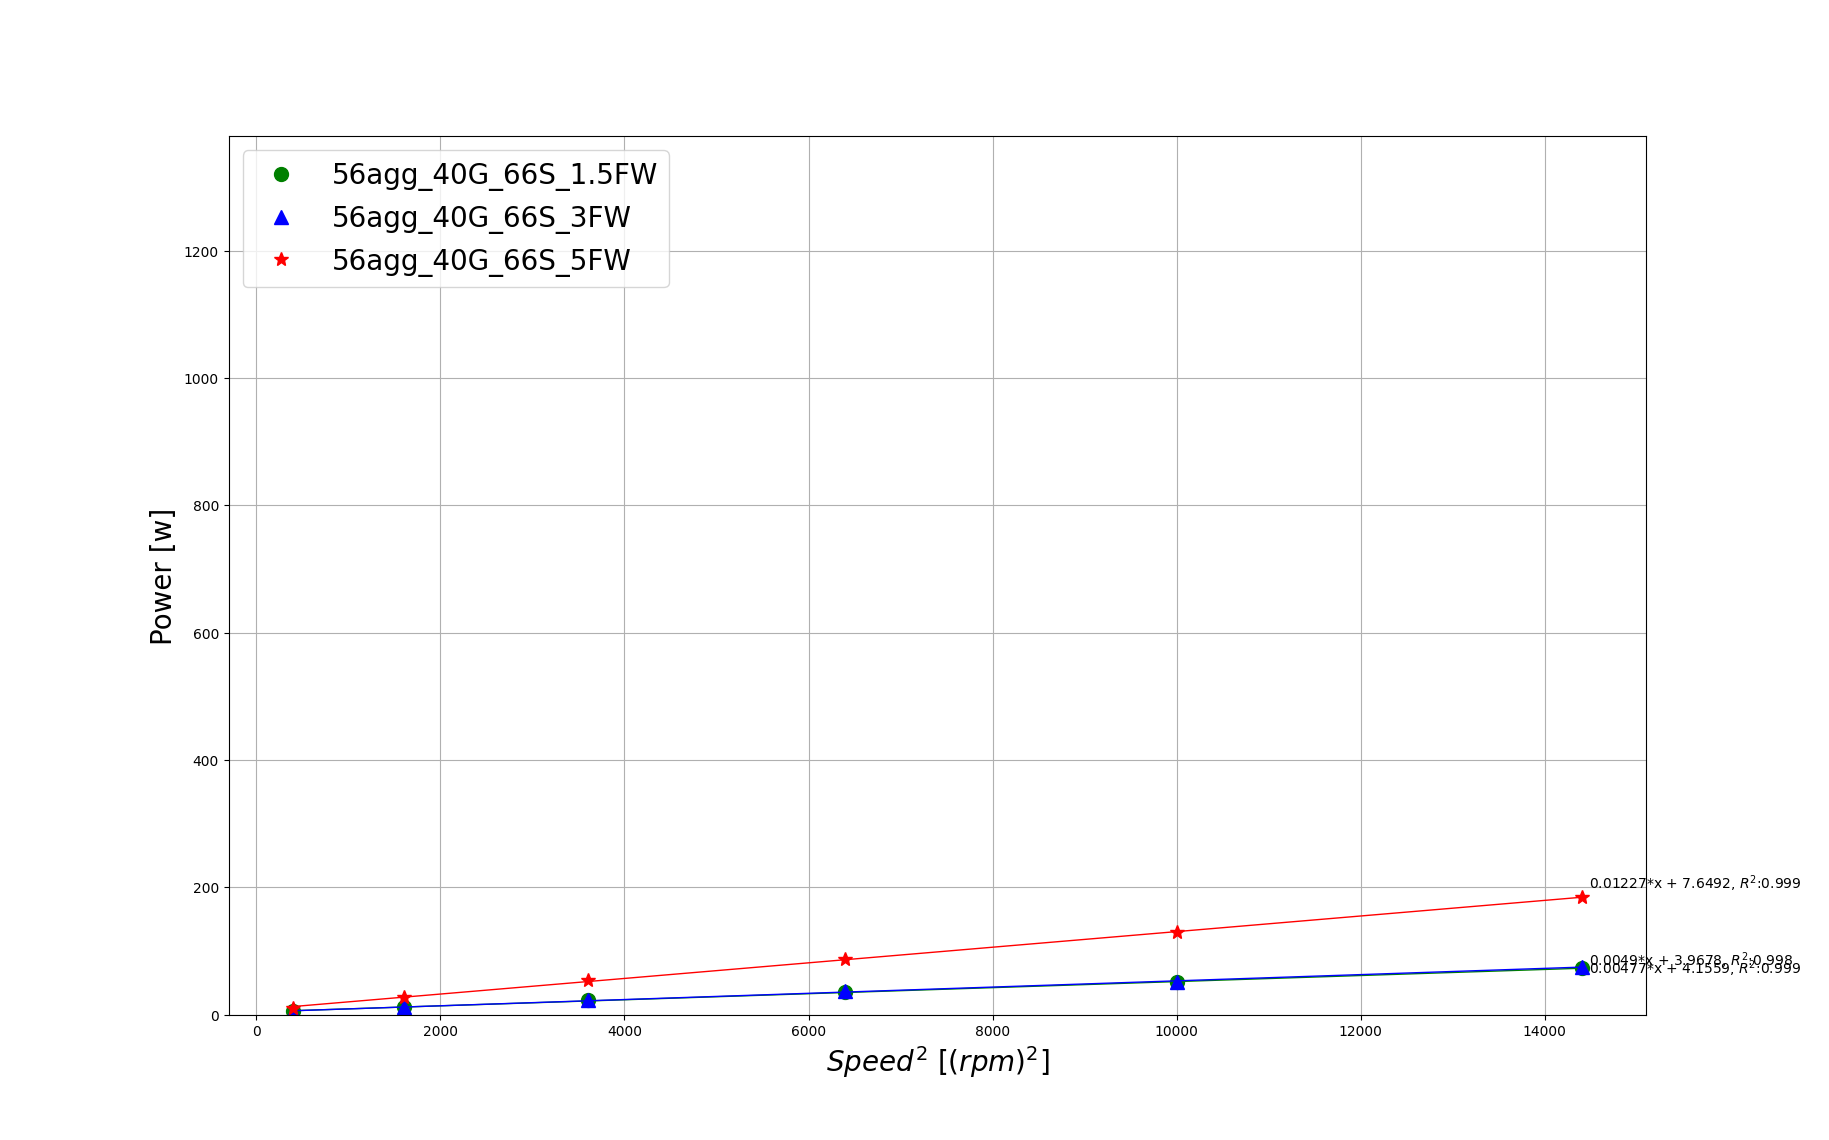 56agg_40G_66S_1.5FW
56agg_40G_66S_3FW
56agg_40G_66S_5FW
1200
1000
800
600
400
200
0
Power [w]
0.01227*x + 7.6492, R²:0.999
0.0049*x + 3.9678, R²:0.998
0.00477*x + 4.1559, R²:0.999
0 2000 4000 6000 8000 10000 12000 14000
Speed² [(rpm)²]